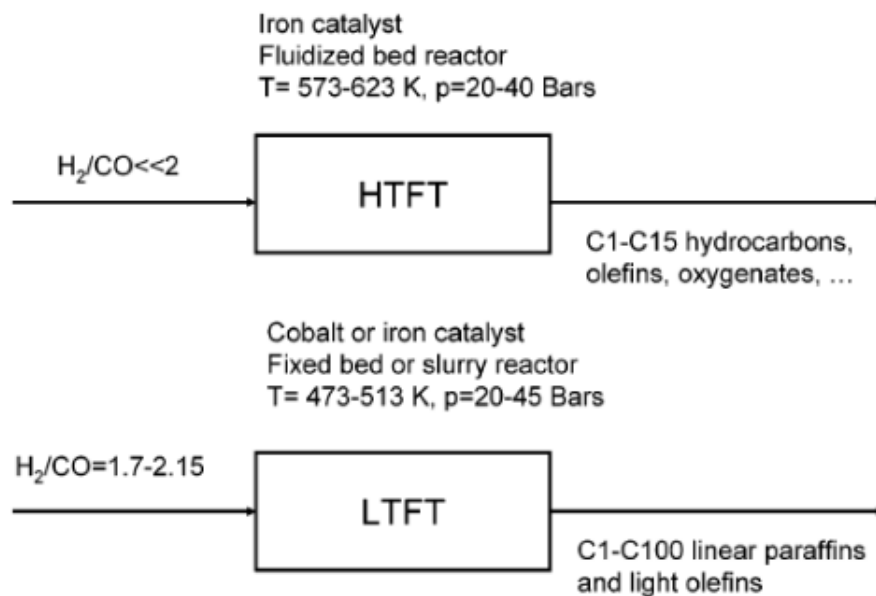 Iron catalyst
Fluidized bed reactor
T= 573-623 K, p=20-40 Bars
H₂/CO<<2
HTFT
C1-C15 hydrocarbons,
olefins, oxygenates, ...
Cobalt or iron catalyst
Fixed bed or slurry reactor
T= 473-513 K, p=20-45 Bars
H₂/CO=1.7-2.15
LTFT
C1-C100 linear paraffins
and light olefins